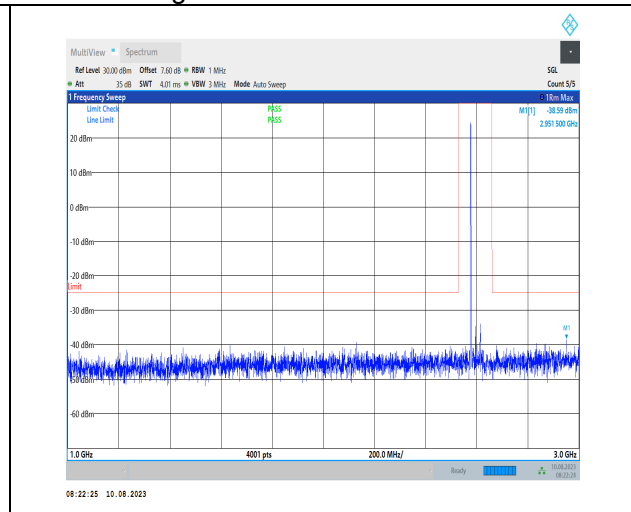 MultiView Spectrum
Ref Level 30.00 dBm Offset 7.60 dB RBW 1 MHz SGL
Att 35 dB SWT 4.01 ms VBW 3 MHz Mode Auto Sweep Count 5/5
1 Frequency Sweep 1Rm Max
Limit Check PASS M1[1] -38.59 dBm
Line Limit PASS 2.951 500 GHz
20 dBm
10 dBm
0 dBm
-10 dBm
-20 dBm
Limit
-30 dBm
M1
-40 dBm
-50 dBm
-60 dBm
1.0 GHz 4001 pts 200.0 MHz/ 3.0 GHz
Ready 10.08.2023
08:22:24
08:22:25 10.08.2023